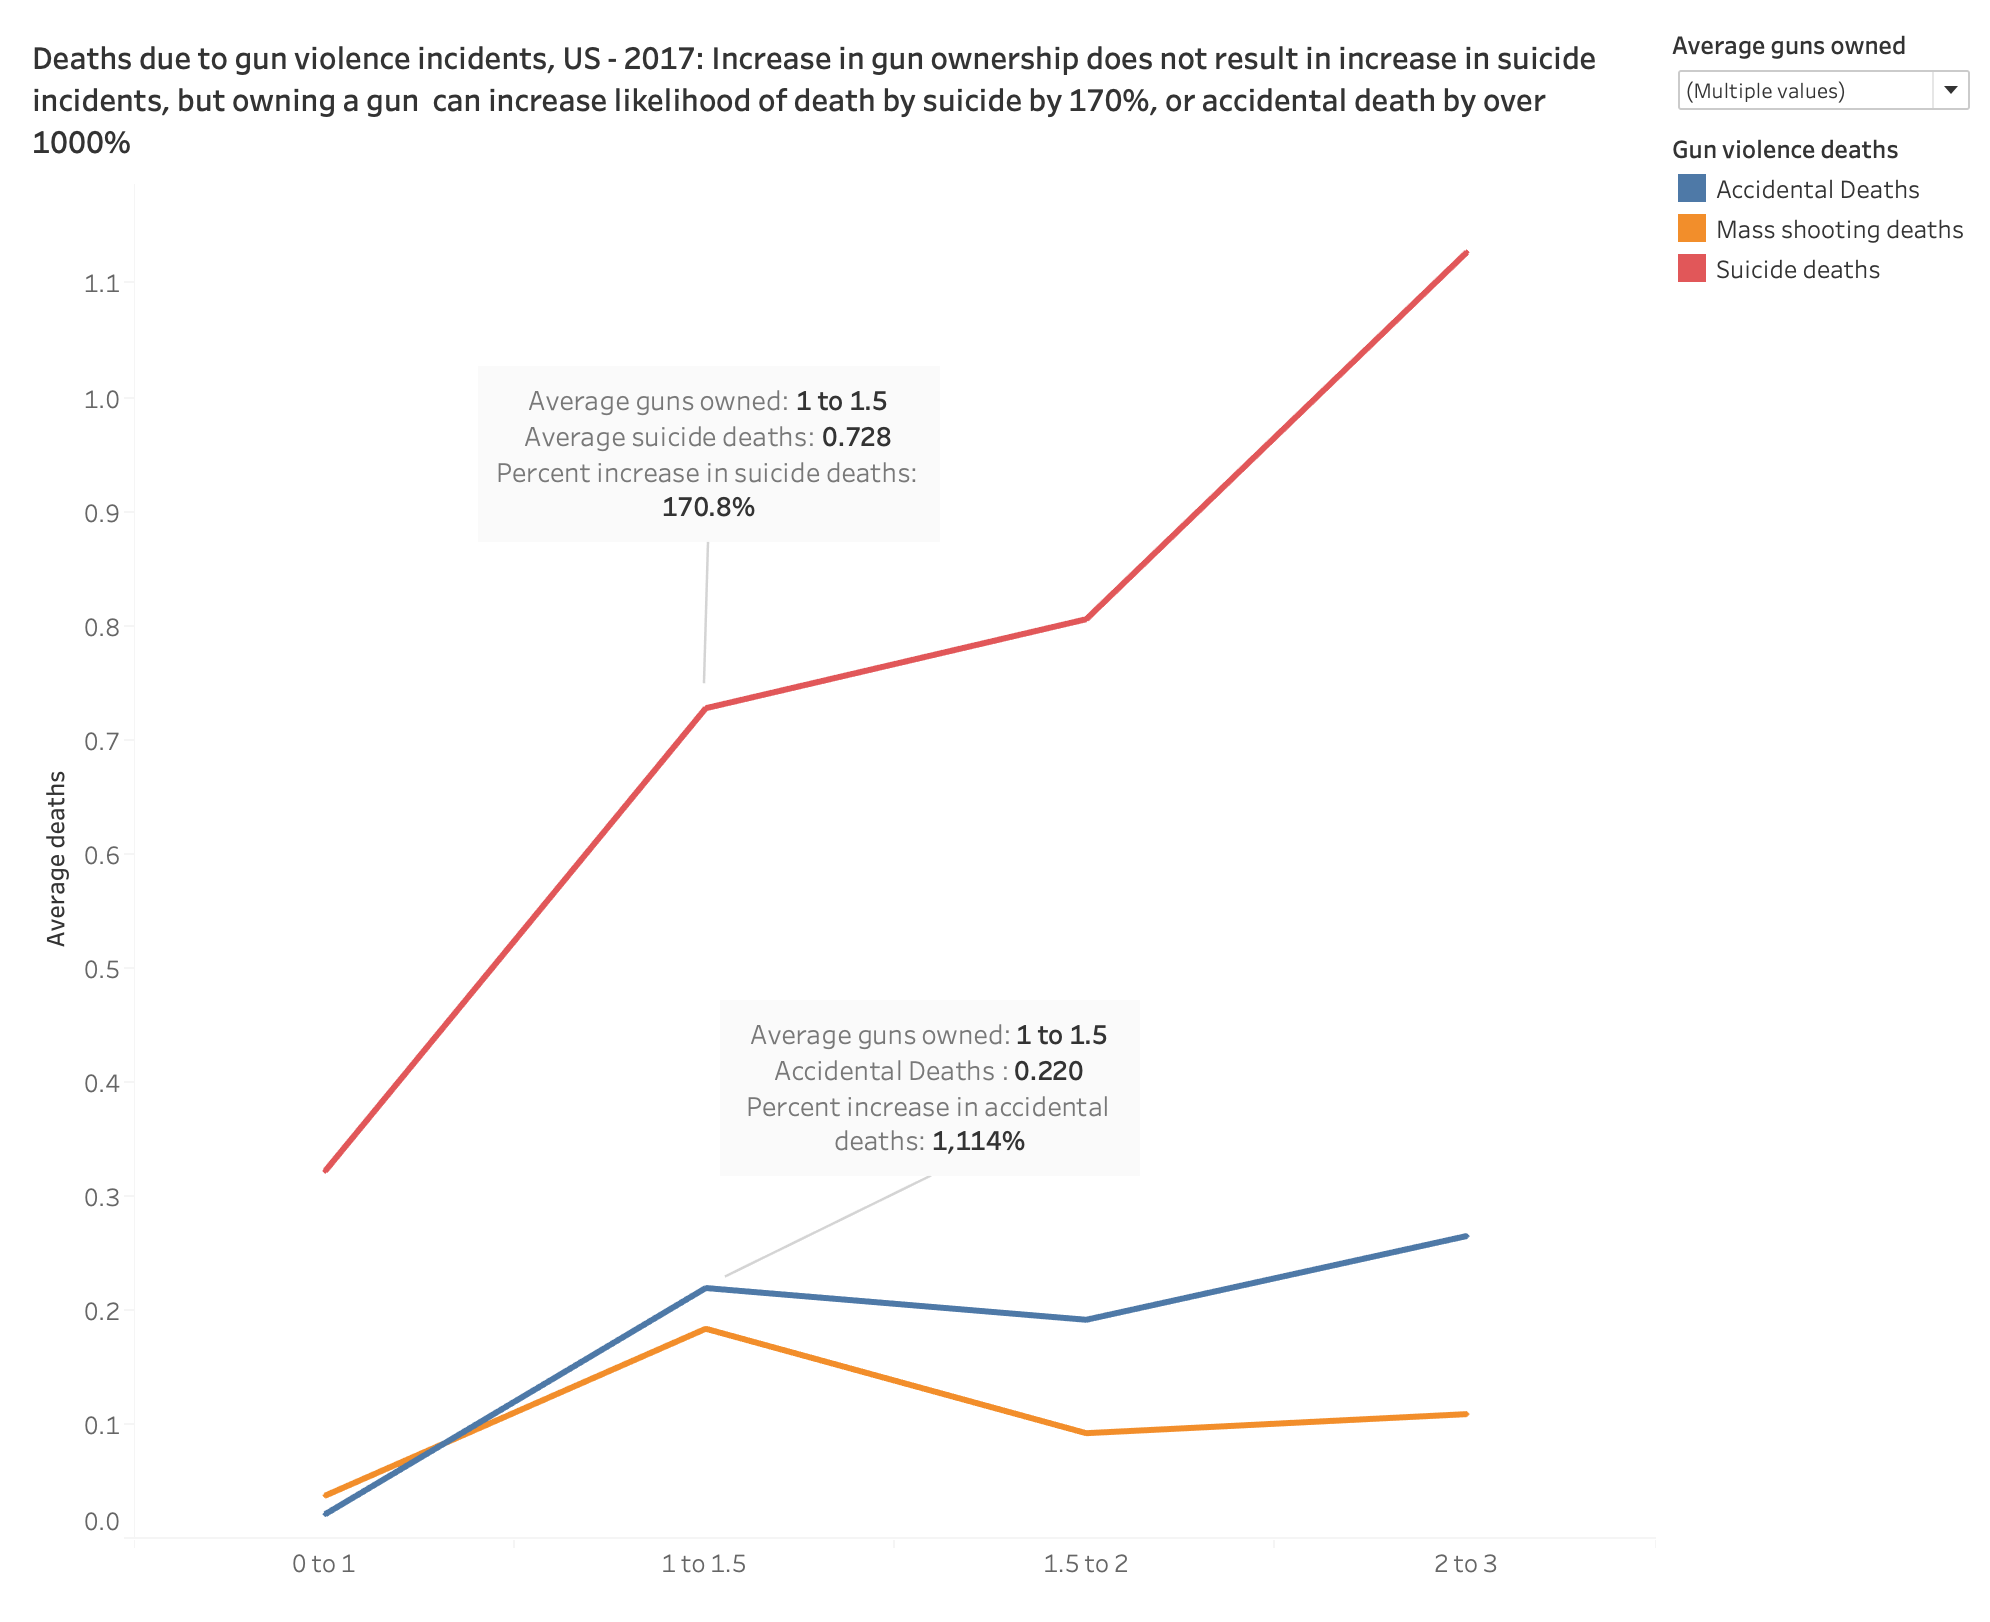 Deaths due to gun violence incidents, US - 2017: Increase in gun ownership does not result in increase in suicide
incidents, but owning a gun  can increase likelihood of death by suicide by 170%, or accidental death by over
1000%
Average guns owned
(Multiple values)
Gun violence deaths
Accidental Deaths
Mass shooting deaths
Suicide deaths
Average deaths
1.1
1.0
0.9
0.8
0.7
0.6
0.5
0.4
0.3
0.2
0.1
0.0
Average guns owned: 1 to 1.5
Average suicide deaths: 0.728
Percent increase in suicide deaths:
170.8%
Average guns owned: 1 to 1.5
Accidental Deaths : 0.220
Percent increase in accidental
deaths: 1,114%
0 to 1
1 to 1.5
1.5 to 2
2 to 3